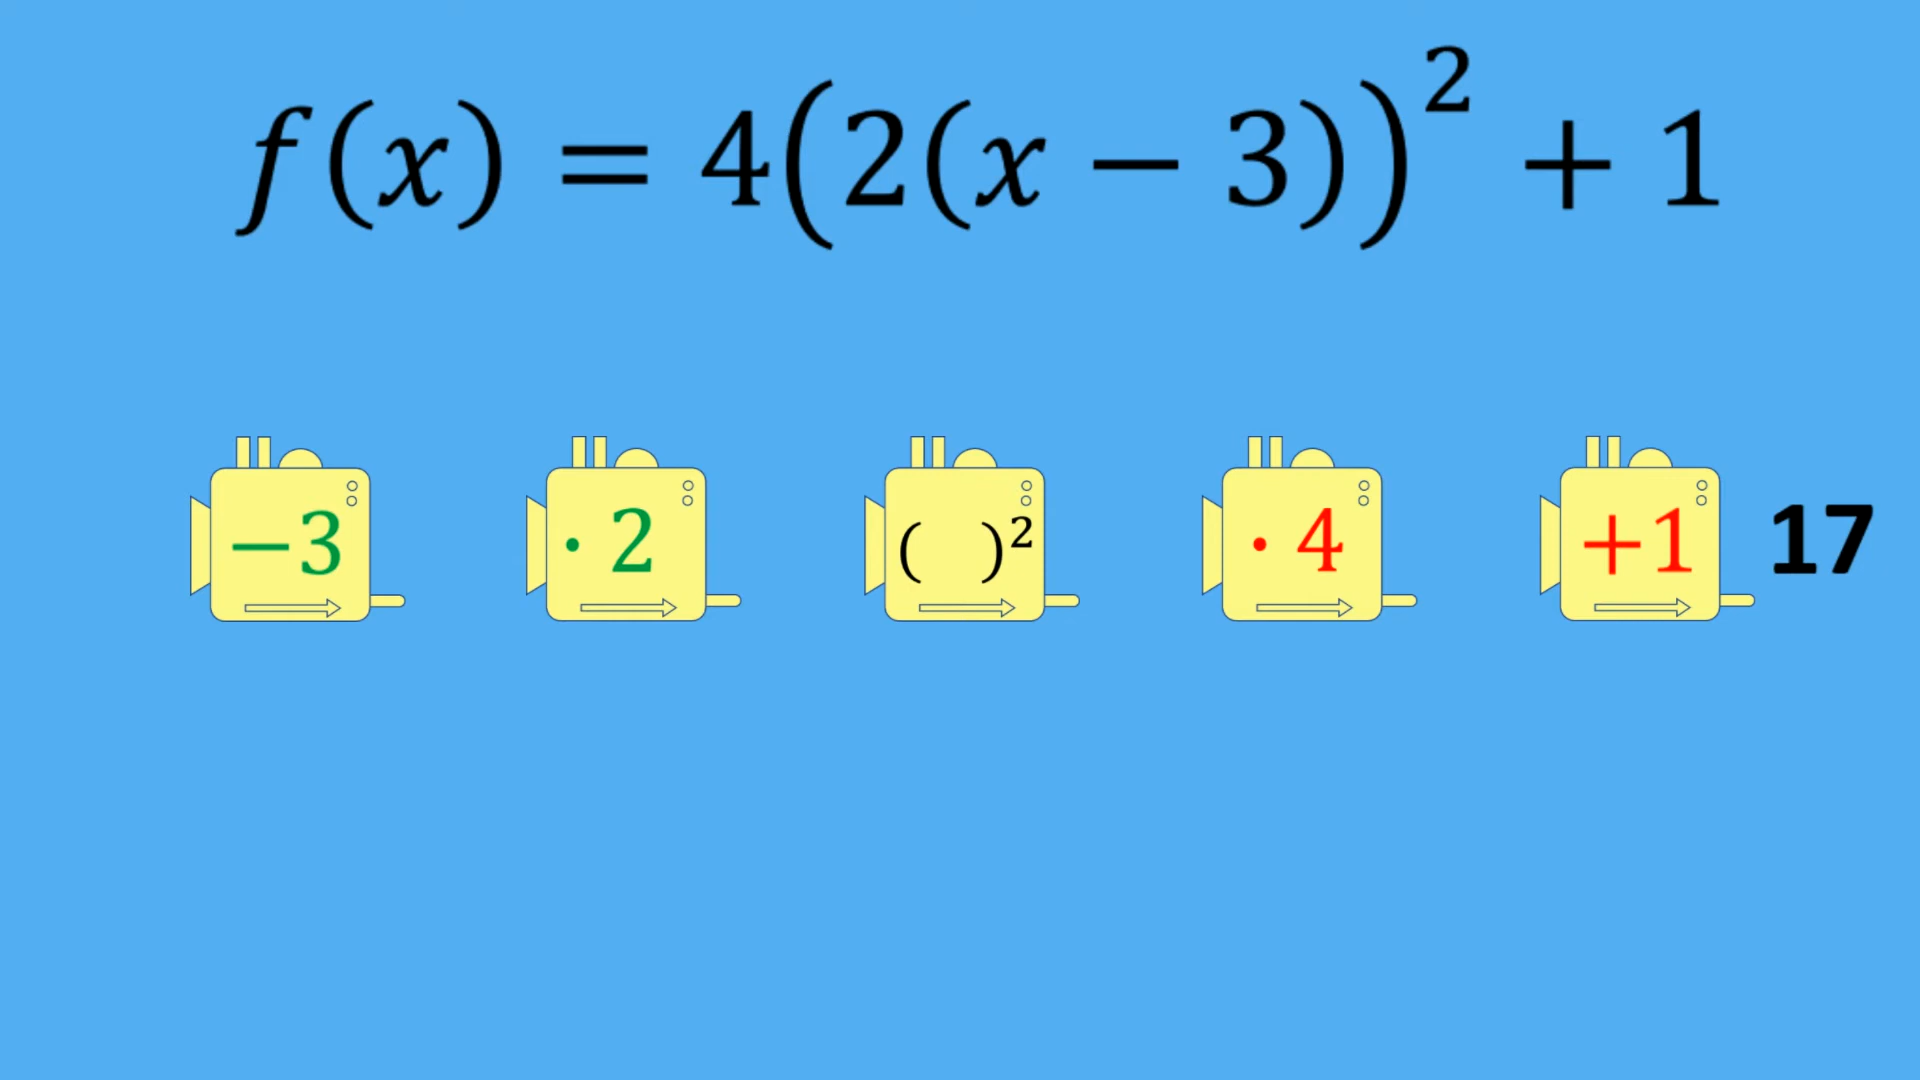 f(x) = 4(2(x − 3))² + 1
−3 · 2 ( )² · 4 +1 17